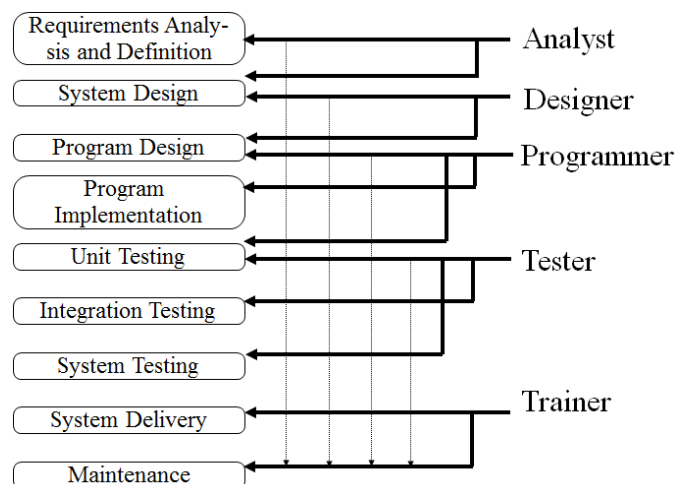 Requirements Analy-
sis and Definition
Analyst
System Design
Designer
Program Design
Programmer
Program
Implementation
Unit Testing
Tester
Integration Testing
System Testing
System Delivery
Trainer
Maintenance